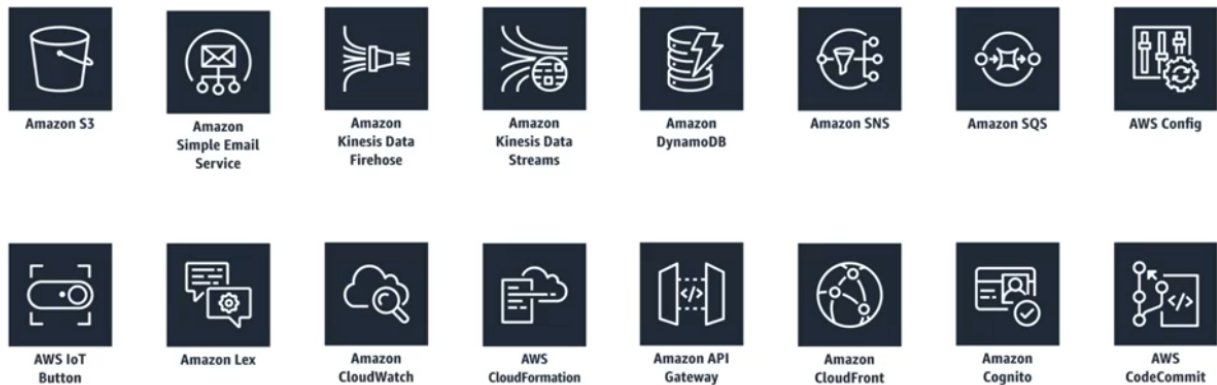 Amazon S3
Amazon
Simple Email
Service
Amazon
Kinesis Data
Firehose
Amazon
Kinesis Data
Streams
Amazon
DynamoDB
Amazon SNS
Amazon SQS
AWS Config
AWS IoT
Button
Amazon Lex
Amazon
CloudWatch
AWS
CloudFormation
Amazon API
Gateway
Amazon
CloudFront
Amazon
Cognito
AWS
CodeCommit